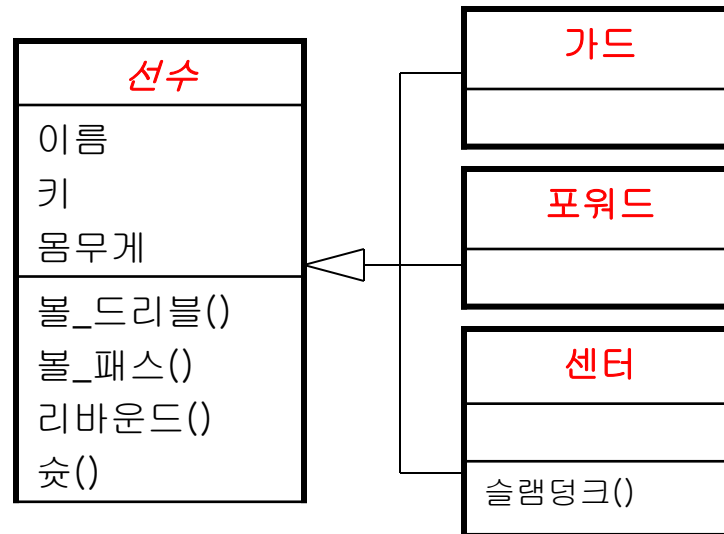 선수
이름
키
몸무게
볼_드리블()
볼_패스()
리바운드()
슛()
가드
포워드
센터
슬램덩크()